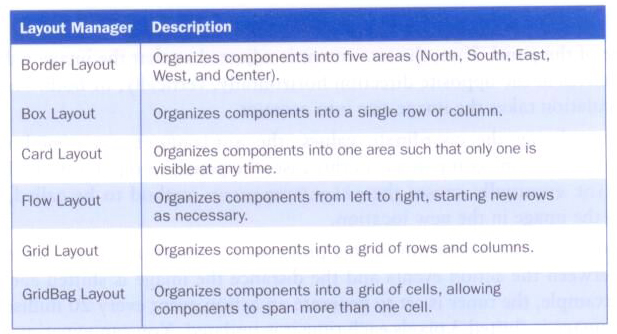 Layout Manager Description
Border Layout Organizes components into five areas (North, South, East,
West, and Center).
Box Layout Organizes components into a single row or column.
Card Layout Organizes components into one area such that only one is
visible at any time.
Flow Layout Organizes components from left to right, starting new rows
as necessary.
Grid Layout Organizes components into a grid of rows and columns.
GridBag Layout Organizes components into a grid of cells, allowing
components to span more than one cell.